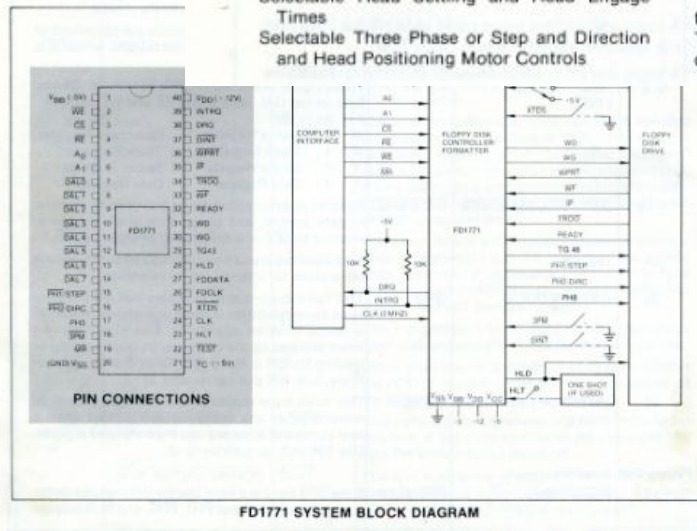 Selectable Head Settling and Head Engage
Times
Selectable Three Phase or Step and Direction
and Head Positioning Motor Controls
VBB (-5V) 1
WE 2
CS 3
RE 4
A0 5
A1 6
DAL0 7
DAL1 8
DAL2 9
DAL3 10
DAL4 11
DAL5 12
DAL6 13
DAL7 14
PH1/STEP 15
PH2/DIRC 16
PH3 17
3PM 18
MR 19
(GND) VSS 20
FD1771
40 VDD (+12V)
39 INTRQ
38 DRQ
37 DINT
36 WPRT
35 IP
34 TR00
33 WF
32 READY
31 WD
30 WG
29 TG43
28 HLD
27 FDDATA
26 FDCLK
25 XTDS
24 CLK
23 HLT
22 TEST
21 VCC (+5V)
PIN CONNECTIONS
COMPUTER
INTERFACE
A0
A1
CS
RE
WE
MR
+5V
10K
10K
DRQ
INTRQ
CLK (2 MHZ)
FLOPPY DISK
CONTROLLER
FORMATTER
FD1771
VSS VBB VDD VCC
+5V
XTDS
WD
WG
WPRT
WF
IP
TR00
READY
TG 43
PH1/STEP
PH2/DIRC
PH3
3PM
DINT
HLD
HLT
ONE SHOT
(IF USED)
FLOPPY
DISK
DRIVE
FD1771 SYSTEM BLOCK DIAGRAM